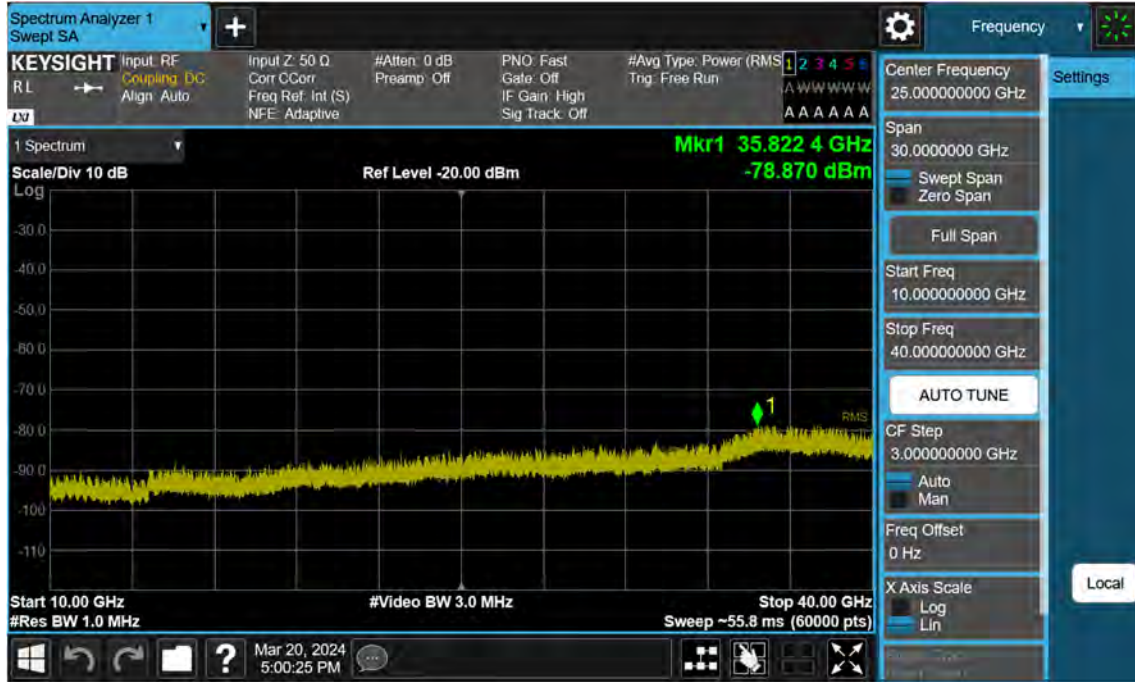 Spectrum Analyzer 1
Swept SA
Frequency
KEYSIGHT
RL
LXI
Input: RF
Coupling: DC
Align: Auto
Input Z: 50 Ω
Corr CCorr
Freq Ref: Int (S)
NFE: Adaptive
#Atten: 0 dB
Preamp: Off
PNO: Fast
Gate: Off
IF Gain: High
Sig Track: Off
#Avg Type: Power (RMS
Trig: Free Run
1 2 3 4 5 6
A W W W W W
A A A A A A
1 Spectrum
Scale/Div 10 dB
Ref Level -20.00 dBm
Mkr1 35.822 4 GHz
-78.870 dBm
Log
-30.0
-40.0
-50.0
-60.0
-70.0
-80.0
-90.0
-100
-110
1
RMS
Start 10.00 GHz
#Video BW 3.0 MHz
Stop 40.00 GHz
#Res BW 1.0 MHz
Sweep ~55.8 ms (60000 pts)
Center Frequency
25.000000000 GHz
Settings
Span
30.0000000 GHz
Swept Span
Zero Span
Full Span
Start Freq
10.000000000 GHz
Stop Freq
40.000000000 GHz
AUTO TUNE
CF Step
3.000000000 GHz
Auto
Man
Freq Offset
0 Hz
X Axis Scale
Log
Lin
Local
?
Mar 20, 2024
5:00:25 PM